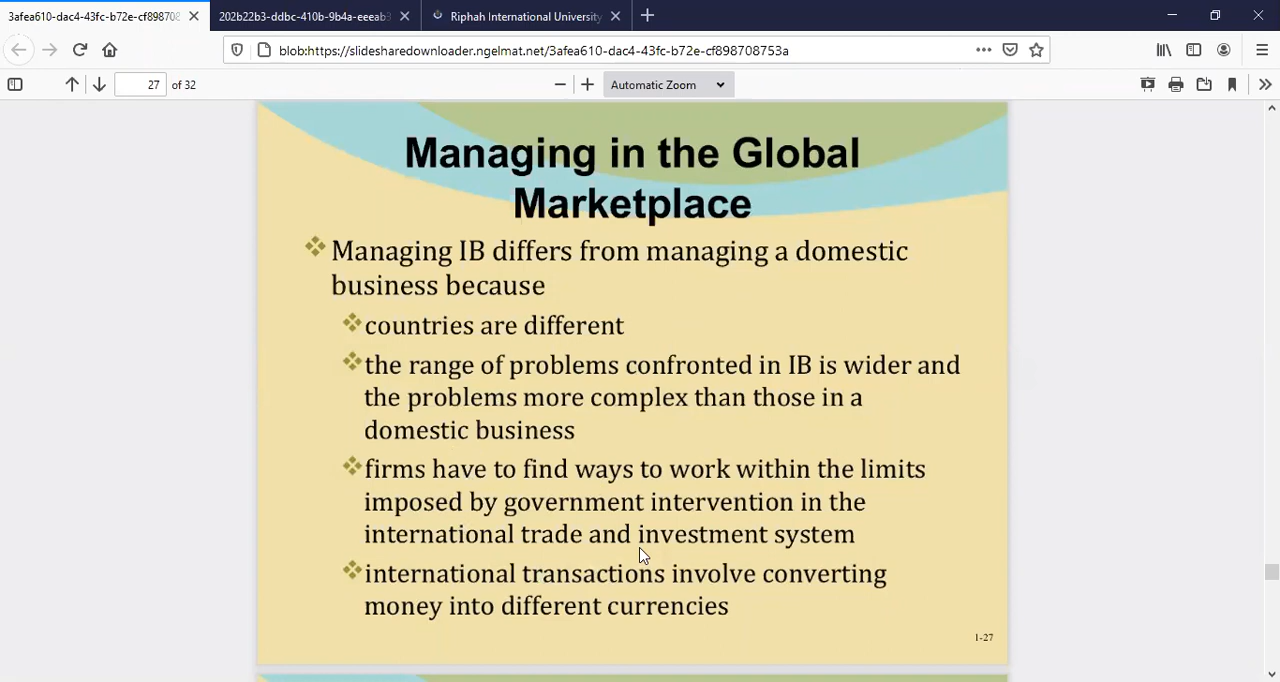 3afea610-dac4-43fc-b72e-cf898708
202b22b3-ddbc-410b-9b4a-eeeab9
Riphah International University,
blob:https://slidesharedownloader.ngelmat.net/3afea610-dac4-43fc-b72e-cf898708753a
27 of 32
Automatic Zoom
Managing in the Global
Marketplace
Managing IB differs from managing a domestic
business because
countries are different
the range of problems confronted in IB is wider and
the problems more complex than those in a
domestic business
firms have to find ways to work within the limits
imposed by government intervention in the
international trade and investment system
international transactions involve converting
money into different currencies
1-27